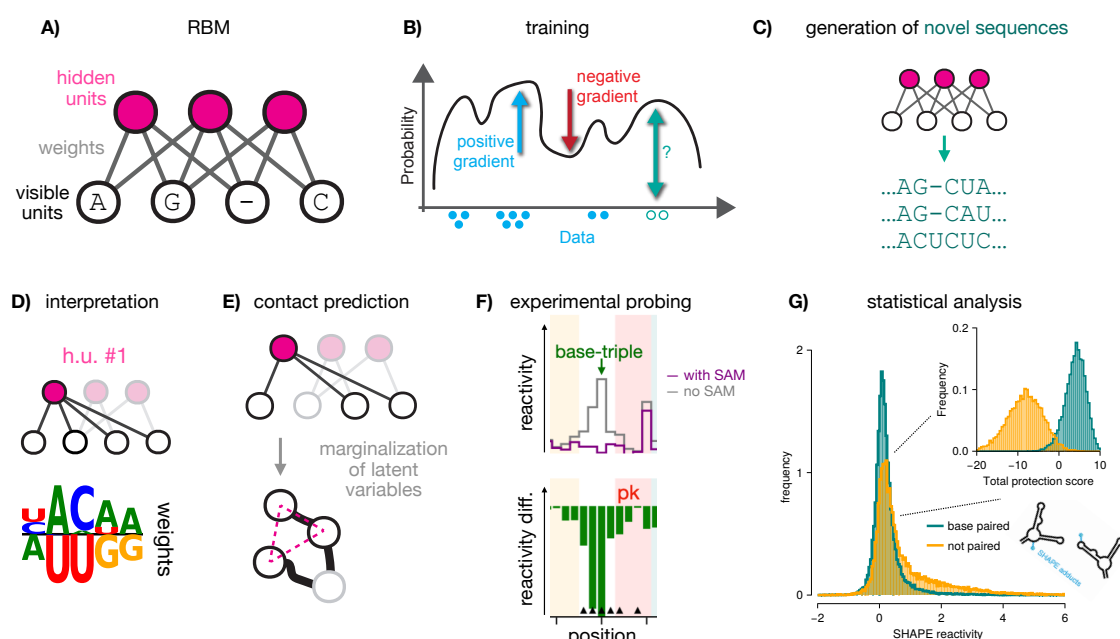 A) RBM
hidden
units
weights
visible
units
A G – C
B) training
Probability
positive
gradient
negative
gradient
?
Data
C) generation of novel sequences
...AG–CUA...
...AG–CAU...
...ACUCUC...
D) interpretation
h.u. #1
UACAA
C
AUUGG
weights
E) contact prediction
marginalization
of latent
variables
F) experimental probing
reactivity
base-triple
with SAM
no SAM
reactivity diff.
pk
position
G) statistical analysis
frequency
2
1
0
-2 0 2 4 6
SHAPE reactivity
Frequency
0.2
0.1
0.0
-20 -10 0 10
Total protection score
base paired
not paired
SHAPE adducts